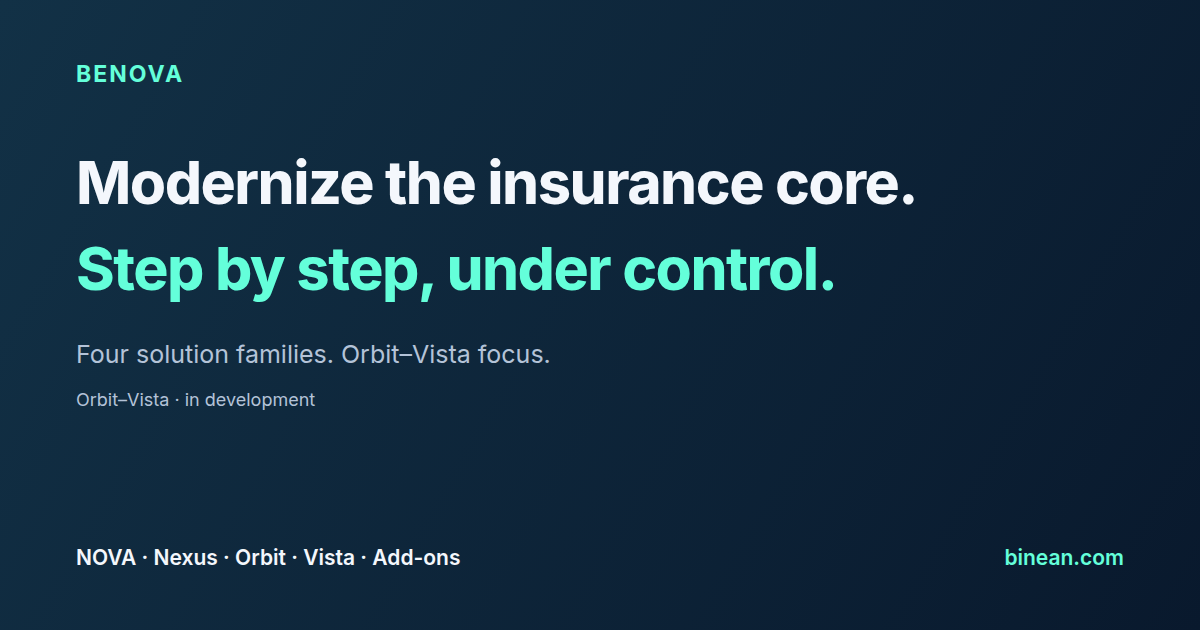 BENOVA
Modernize the insurance core.
Step by step, under control.
Four solution families. Orbit–Vista focus.
Orbit–Vista · in development
NOVA · Nexus · Orbit · Vista · Add-ons
binean.com